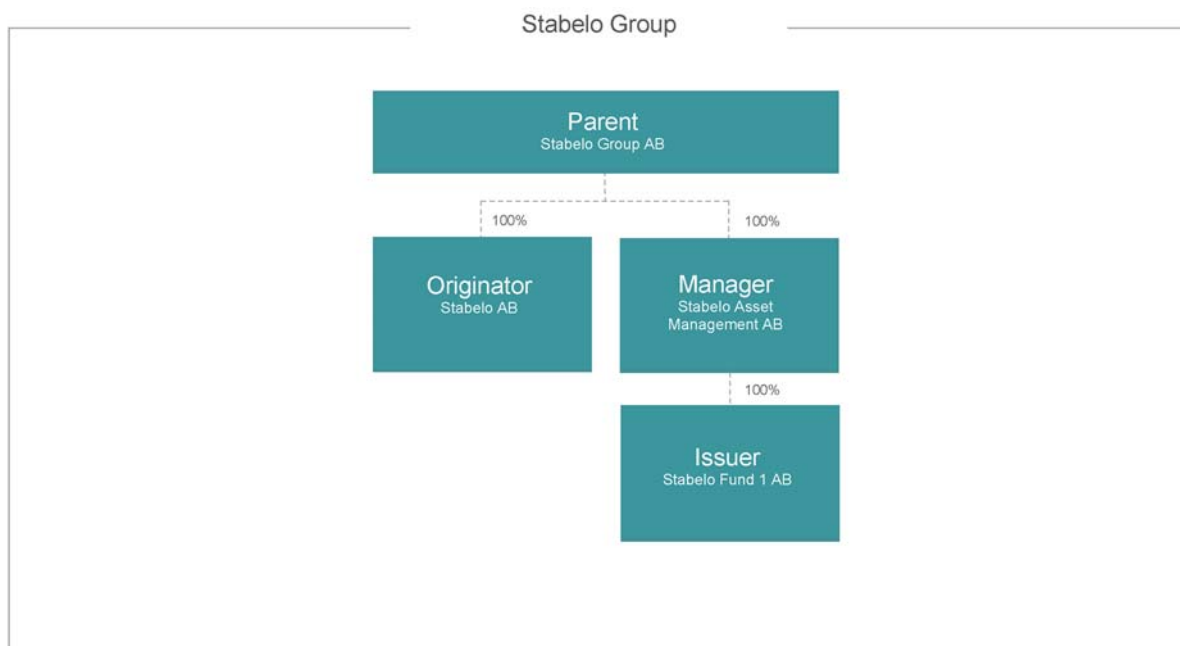 Stabelo Group
Parent
Stabelo Group AB
100%
100%
Originator
Stabelo AB
Manager
Stabelo Asset
Management AB
100%
Issuer
Stabelo Fund 1 AB